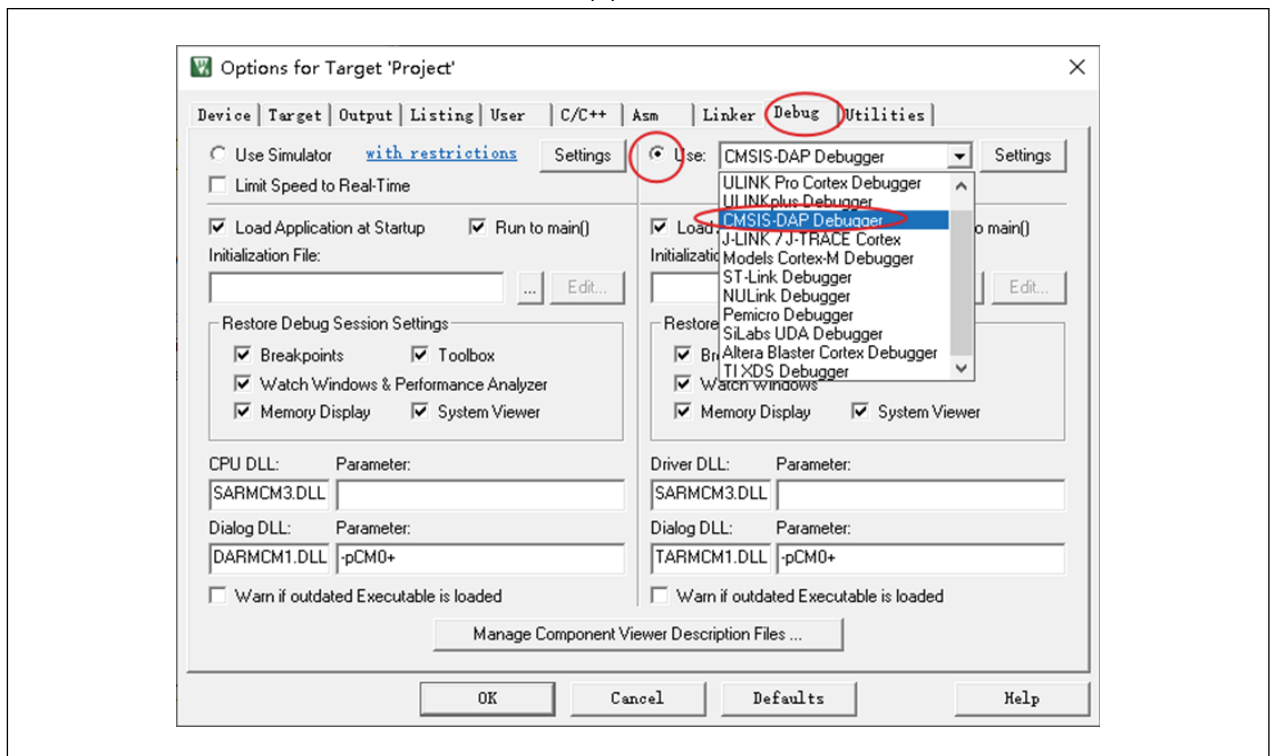 Options for Target 'Project'
Device Target Output Listing User C/C++ Asm Linker Debug Utilities
Use Simulator with restrictions Settings
Limit Speed to Real-Time
Load Application at Startup Run to main()
Initialization File:
... Edit...
Restore Debug Session Settings
Breakpoints Toolbox
Watch Windows & Performance Analyzer
Memory Display System Viewer
CPU DLL: Parameter:
SARMCM3.DLL
Dialog DLL: Parameter:
DARMCM1.DLL -pCM0+
Warn if outdated Executable is loaded
Use: CMSIS-DAP Debugger Settings
ULINK Pro Cortex Debugger
ULINKplus Debugger
CMSIS-DAP Debugger
J-LINK / J-TRACE Cortex
Models Cortex-M Debugger
ST-Link Debugger
NULink Debugger
Pemicro Debugger
SiLabs UDA Debugger
Altera Blaster Cortex Debugger
TI XDS Debugger
Load main()
Edit...
Restore
Watch Windows
Memory Display System Viewer
Driver DLL: Parameter:
SARMCM3.DLL
Dialog DLL: Parameter:
TARMCM1.DLL -pCM0+
Warn if outdated Executable is loaded
Manage Component Viewer Description Files ...
OK Cancel Defaults Help